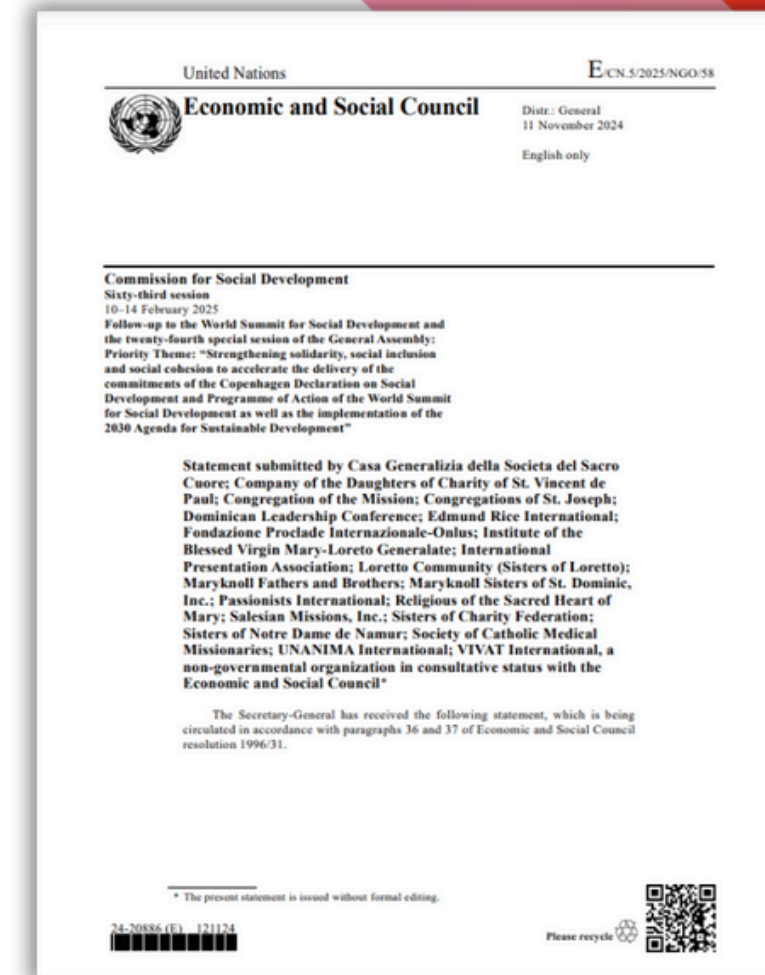 United Nations
E/CN.5/2025/NGO/58
Economic and Social Council
Distr.: General
11 November 2024
English only
Commission for Social Development
Sixty-third session
10–14 February 2025
Follow-up to the World Summit for Social Development and
the twenty-fourth special session of the General Assembly:
Priority Theme: "Strengthening solidarity, social inclusion
and social cohesion to accelerate the delivery of the
commitments of the Copenhagen Declaration on Social
Development and Programme of Action of the World Summit
for Social Development as well as the implementation of the
2030 Agenda for Sustainable Development"
Statement submitted by Casa Generalizia della Societa del Sacro
Cuore; Company of the Daughters of Charity of St. Vincent de
Paul; Congregation of the Mission; Congregations of St. Joseph;
Dominican Leadership Conference; Edmund Rice International;
Fondazione Proclade Internazionale-Onlus; Institute of the
Blessed Virgin Mary-Loreto Generalate; International
Presentation Association; Loretto Community (Sisters of Loretto);
Maryknoll Fathers and Brothers; Maryknoll Sisters of St. Dominic,
Inc.; Passionists International; Religious of the Sacred Heart of
Mary; Salesian Missions, Inc.; Sisters of Charity Federation;
Sisters of Notre Dame de Namur; Society of Catholic Medical
Missionaries; UNANIMA International; VIVAT International, a
non-governmental organization in consultative status with the
Economic and Social Council*
The Secretary-General has received the following statement, which is being
circulated in accordance with paragraphs 36 and 37 of Economic and Social Council
resolution 1996/31.
* The present statement is issued without formal editing.
24-20886 (E) 121124
Please recycle